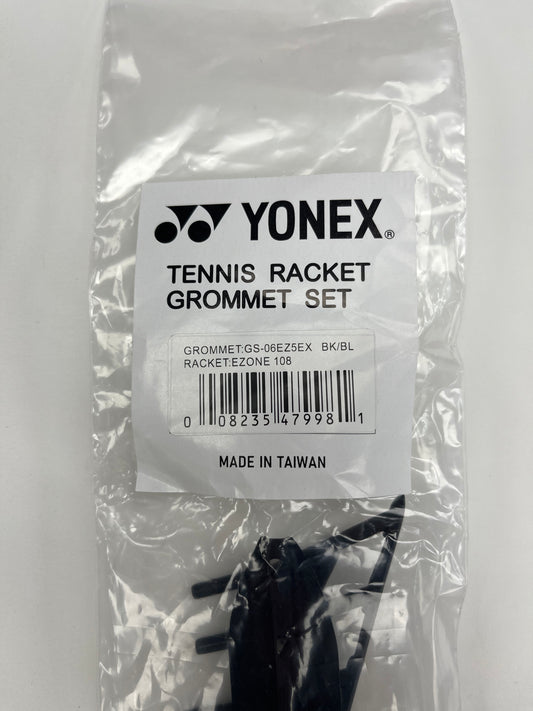 YONEX®
TENNIS RACKET
GROMMET SET
GROMMET:GS-06EZ5EX BK/BL
RACKET:EZONE 108
0 08235 47998 1
MADE IN TAIWAN